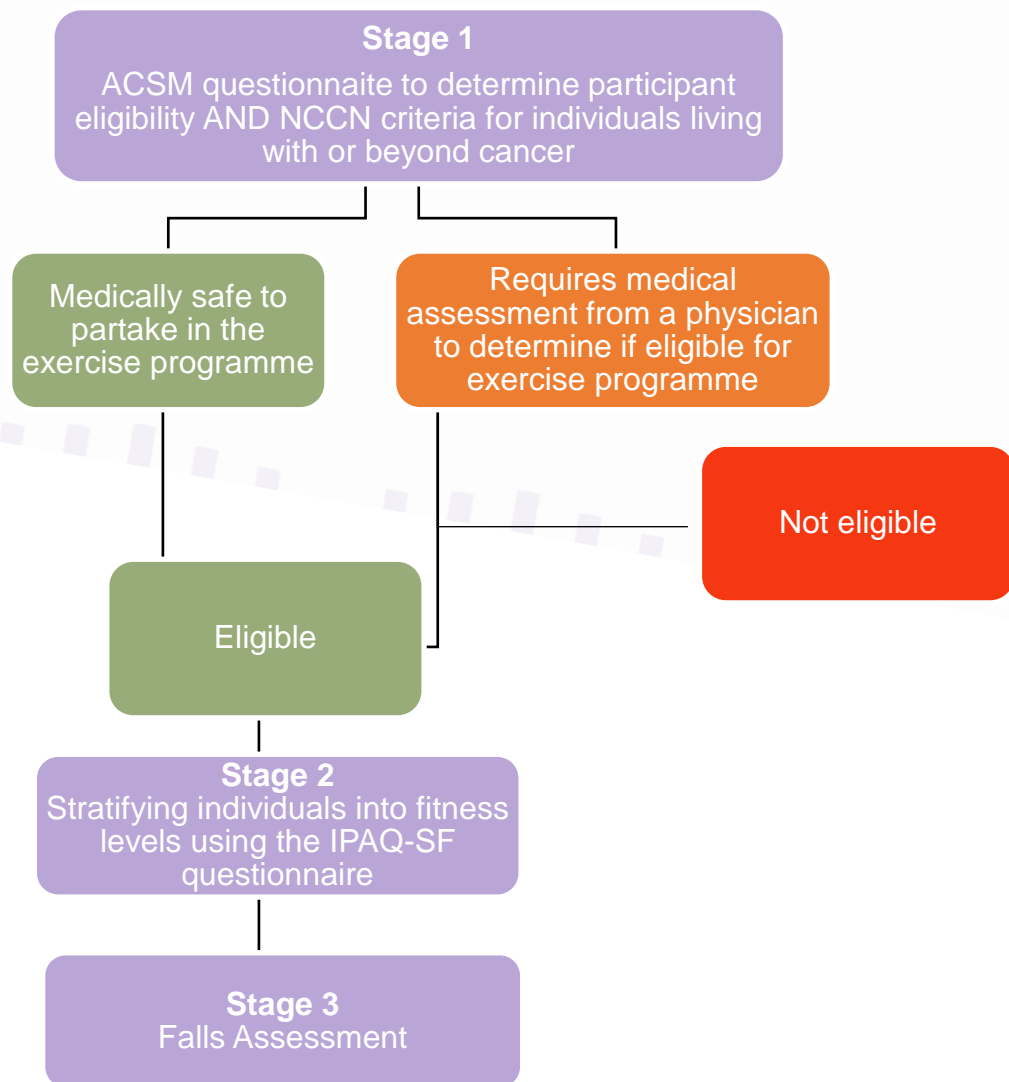 Stage 1
ACSM questionnaite to determine participant
eligibility AND NCCN criteria for individuals living
with or beyond cancer
Medically safe to
partake in the
exercise programme
Requires medical
assessment from a physician
to determine if eligible for
exercise programme
Not eligible
Eligible
Stage 2
Stratifying individuals into fitness
levels using the IPAQ-SF
questionnaire
Stage 3
Falls Assessment